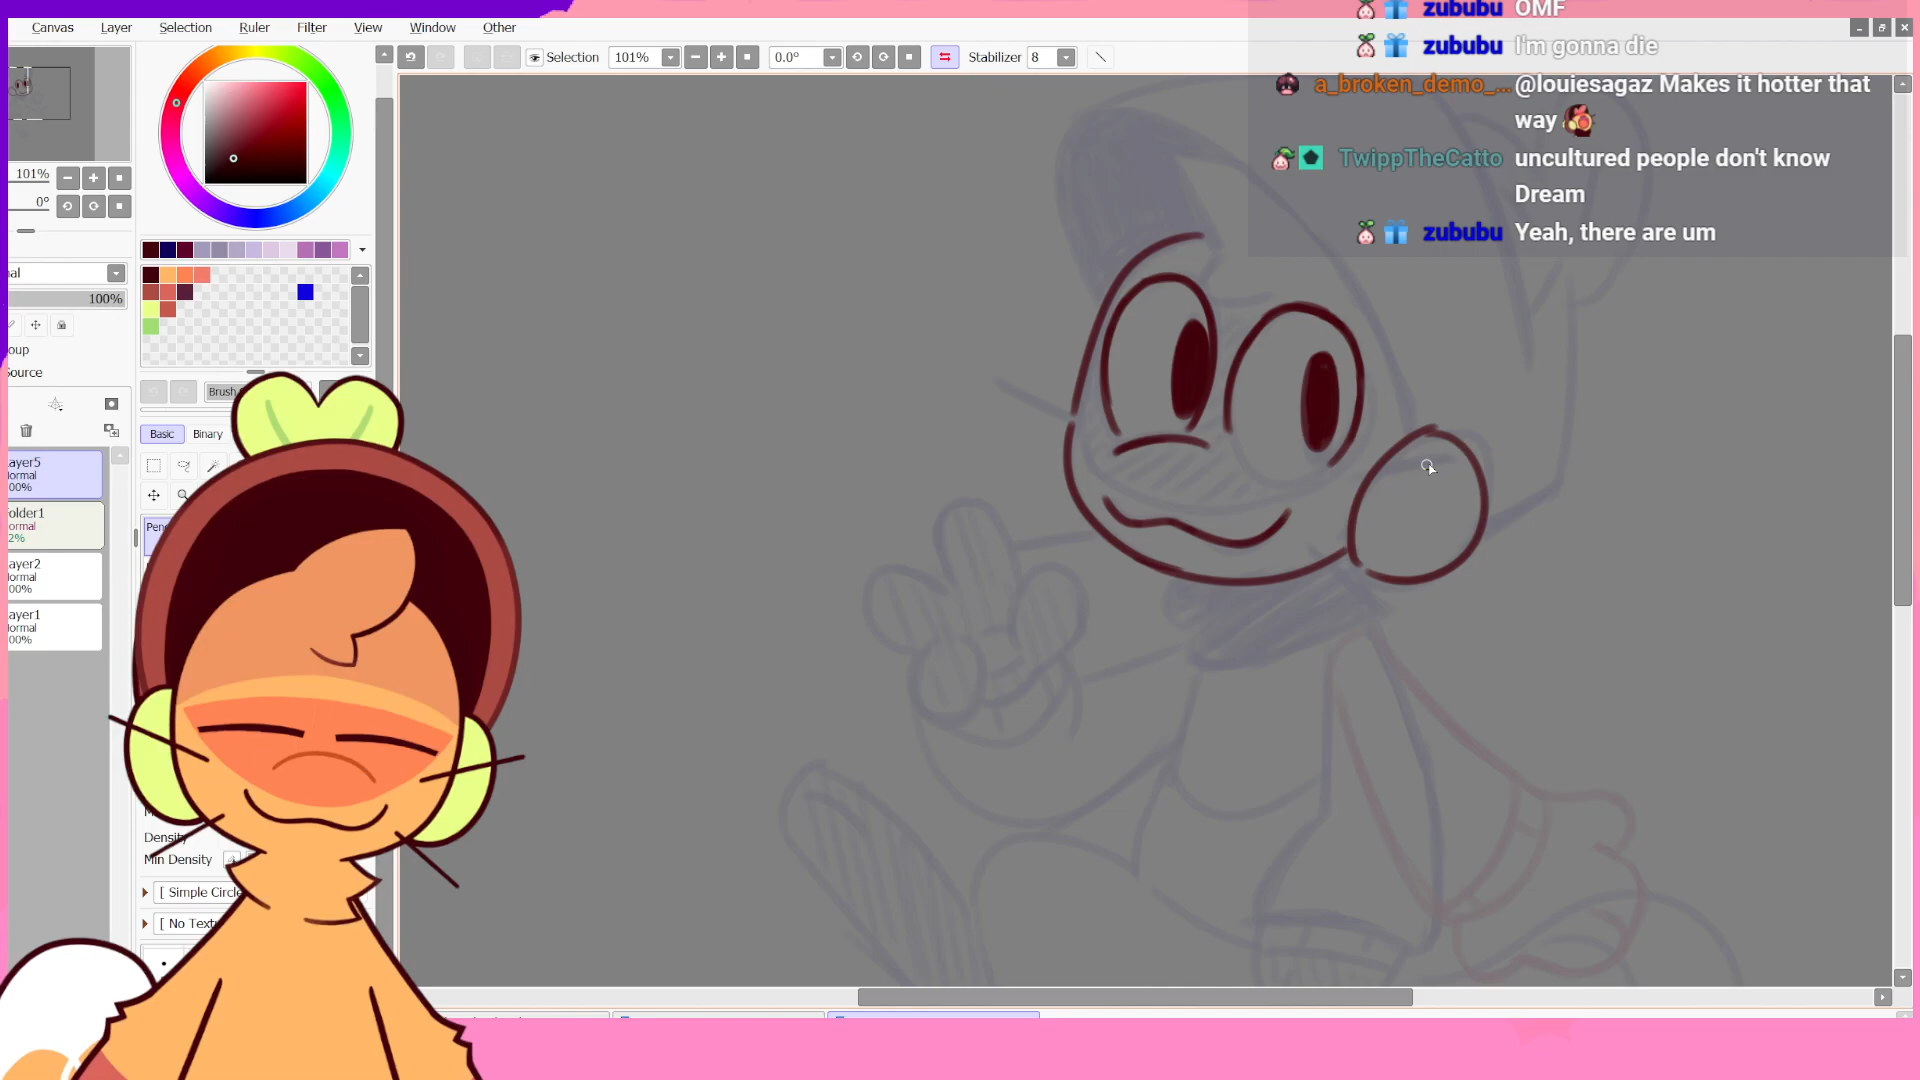 Canvas Layer Selection Ruler Filter View Window Other
Selection 101% 0.0° Stabilizer 8
101%
0°
100%
Source
Brush
Basic Binary
Normal
Density
Min Density
[ Simple Circle
zububu OMF
zububu I'm gonna die
a_broken_demo_... @louiesagaz Makes it hotter that
way
TwippTheCatto uncultured people don't know
Dream
zububu Yeah, there are um